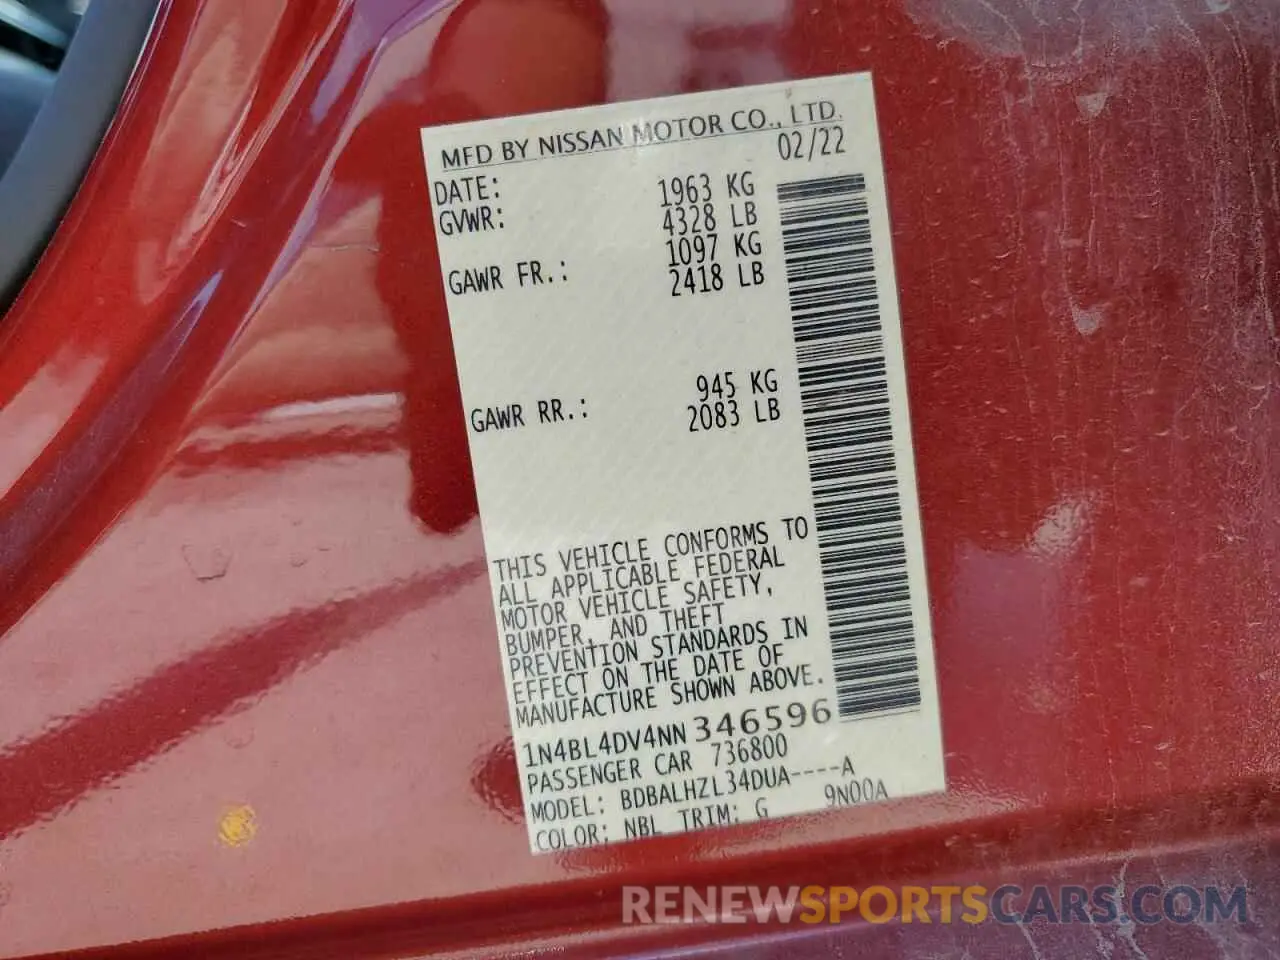 MFD BY NISSAN MOTOR CO., LTD.
02/22
DATE:
GVWR: 1963 KG
4328 LB
GAWR FR.: 1097 KG
2418 LB
GAWR RR.: 945 KG
2083 LB
THIS VEHICLE CONFORMS TO
ALL APPLICABLE FEDERAL
MOTOR VEHICLE SAFETY,
BUMPER, AND THEFT
PREVENTION STANDARDS IN
EFFECT ON THE DATE OF
MANUFACTURE SHOWN ABOVE.
1N4BL4DV4NN346596
PASSENGER CAR 736800
MODEL: BDBALHZL34DUA----A
COLOR: NBL TRIM: G 9N00A
RENEWSPORTSCARS.COM